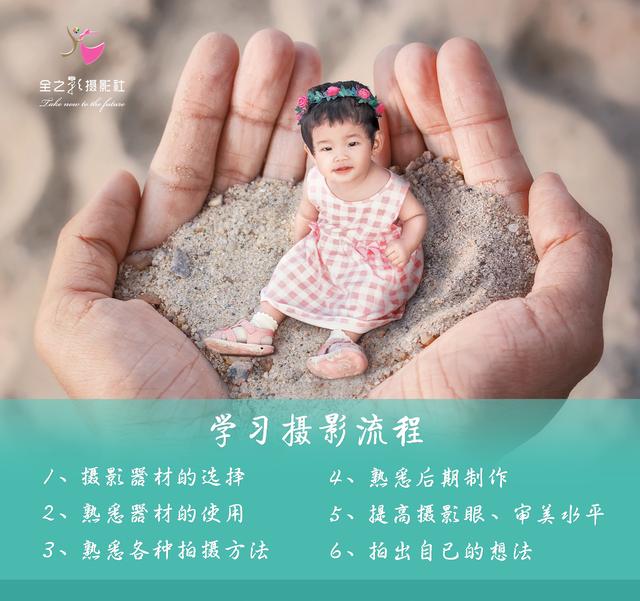 全之影摄影社
Take now to the future
学习摄影流程
1、摄影器材的选择
2、熟悉器材的使用
3、熟悉各种拍摄方法
4、熟悉后期制作
5、提高摄影眼、审美水平
6、拍出自己的想法